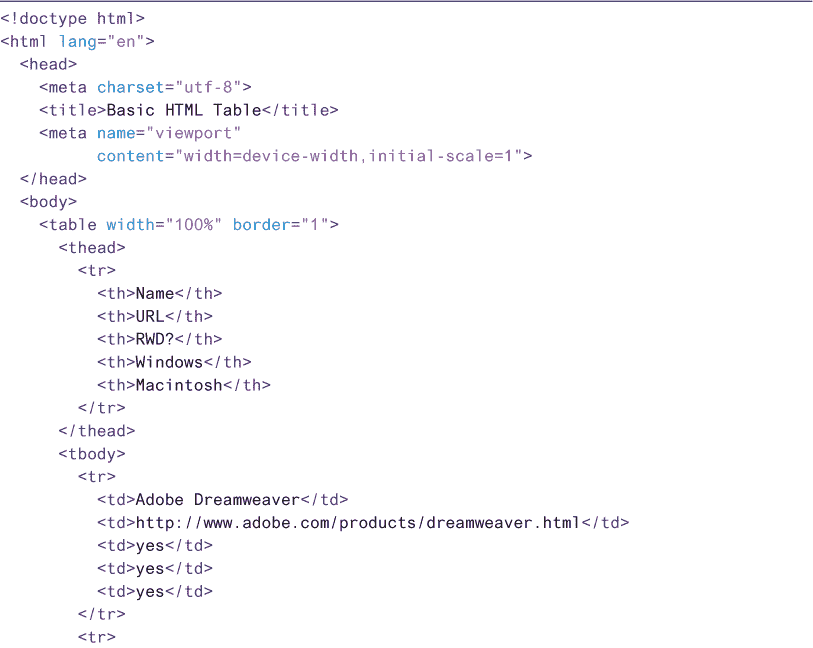 <!doctype html>
<html lang="en">
  <head>
    <meta charset="utf-8">
    <title>Basic HTML Table</title>
    <meta name="viewport"
          content="width=device-width,initial-scale=1">
  </head>
  <body>
    <table width="100%" border="1">
      <thead>
        <tr>
          <th>Name</th>
          <th>URL</th>
          <th>RWD?</th>
          <th>Windows</th>
          <th>Macintosh</th>
        </tr>
      </thead>
      <tbody>
        <tr>
          <td>Adobe Dreamweaver</td>
          <td>http://www.adobe.com/products/dreamweaver.html</td>
          <td>yes</td>
          <td>yes</td>
          <td>yes</td>
        </tr>
        <tr>